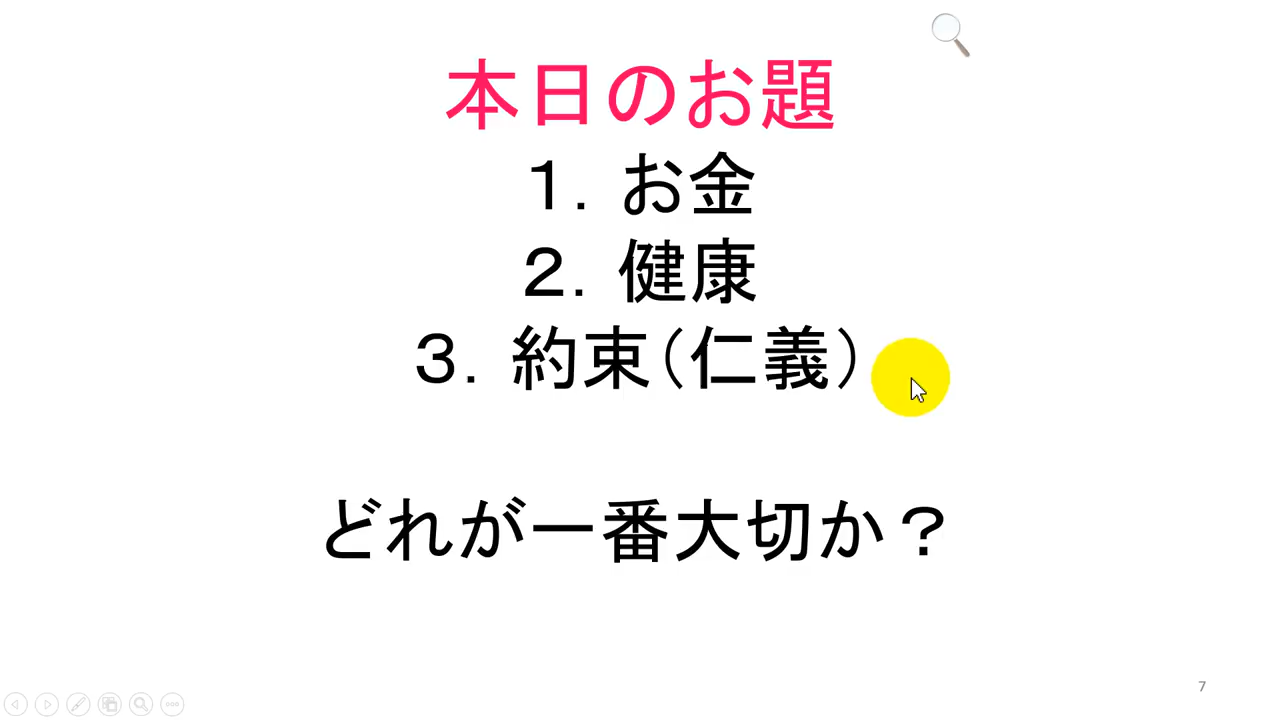 本日のお題
１．お金
２．健康
３．約束（仁義）
どれが一番大切か？
7